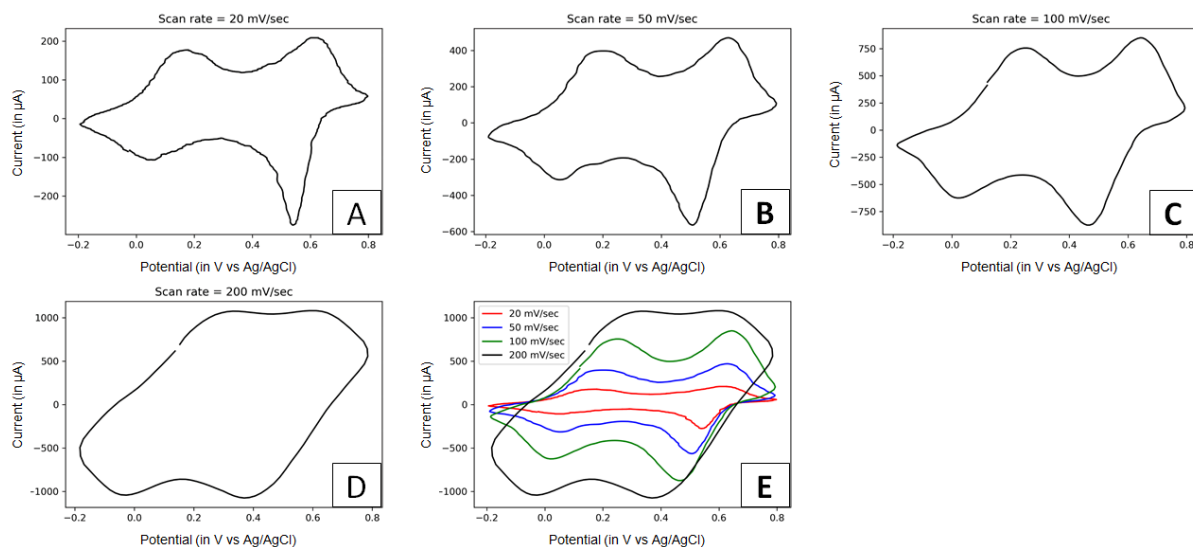 Scan rate = 20 mV/sec
Current (in µA)
200
100
0
−100
−200
A
−0.2 0.0 0.2 0.4 0.6 0.8
Potential (in V vs Ag/AgCl)
Scan rate = 50 mV/sec
Current (in µA)
400
200
0
−200
−400
−600
B
−0.2 0.0 0.2 0.4 0.6 0.8
Potential (in V vs Ag/AgCl)
Scan rate = 100 mV/sec
Current (in µA)
750
500
250
0
−250
−500
−750
C
−0.2 0.0 0.2 0.4 0.6 0.8
Potential (in V vs Ag/AgCl)
Scan rate = 200 mV/sec
Current (in µA)
1000
500
0
−500
−1000
D
−0.2 0.0 0.2 0.4 0.6 0.8
Potential (in V vs Ag/AgCl)
20 mV/sec
50 mV/sec
100 mV/sec
200 mV/sec
Current (in µA)
1000
500
0
−500
−1000
E
−0.2 0.0 0.2 0.4 0.6 0.8
Potential (in V vs Ag/AgCl)